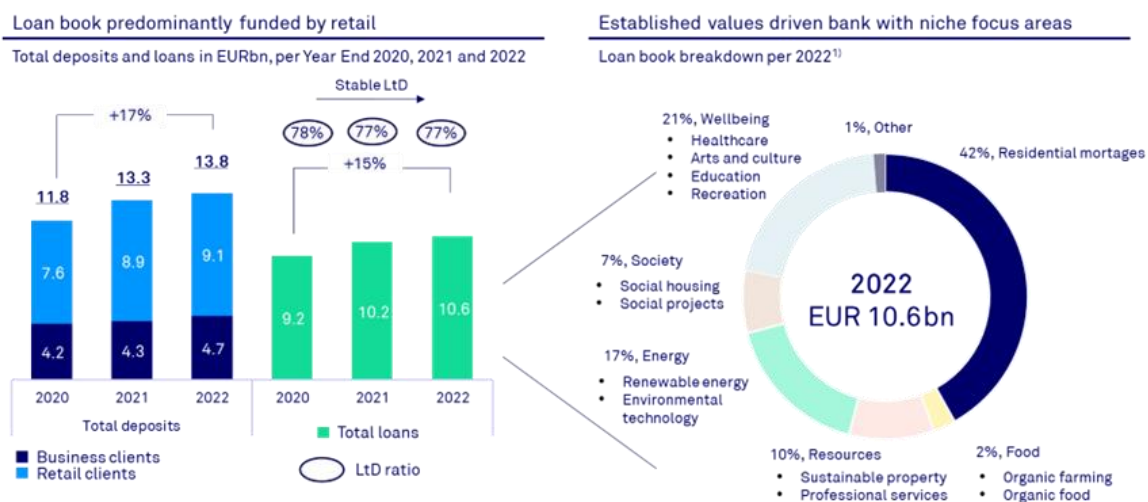 Loan book predominantly funded by retail
Total deposits and loans in EURbn, per Year End 2020, 2021 and 2022
Stable LtD
+17%
78%
77%
77%
+15%
11.8
13.3
13.8
7.6
8.9
9.1
4.2
4.3
4.7
9.2
10.2
10.6
2020
2021
2022
2020
2021
2022
Total deposits
Total loans
Business clients
Retail clients
LtD ratio
Established values driven bank with niche focus areas
Loan book breakdown per 2022¹⁾
21%, Wellbeing
• Healthcare
• Arts and culture
• Education
• Recreation
1%, Other
42%, Residential mortages
7%, Society
• Social housing
• Social projects
2022
EUR 10.6bn
17%, Energy
• Renewable energy
• Environmental
technology
10%, Resources
• Sustainable property
• Professional services
2%, Food
• Organic farming
• Organic food